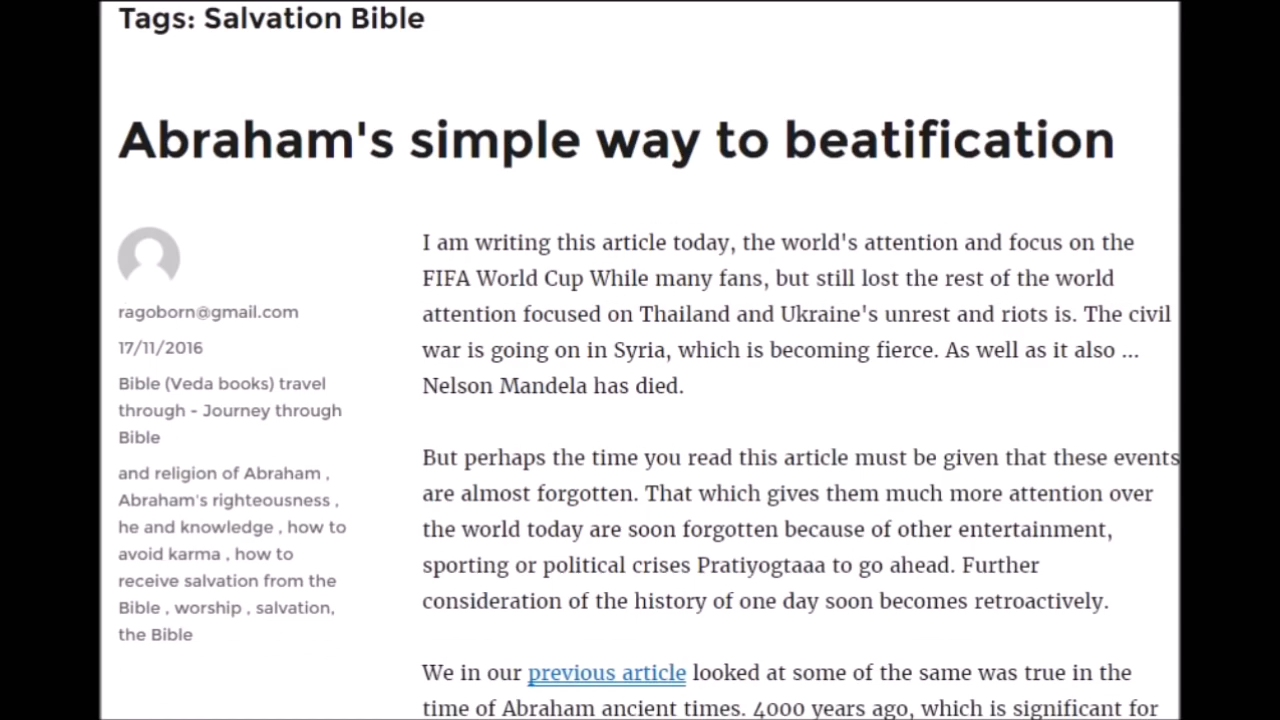 Tags: Salvation Bible
Abraham's simple way to beatification
ragoborn@gmail.com
17/11/2016
Bible (Veda books) travel
through - Journey through
Bible
and religion of Abraham ,
Abraham's righteousness ,
he and knowledge , how to
avoid karma , how to
receive salvation from the
Bible , worship , salvation,
the Bible
I am writing this article today, the world's attention and focus on the
FIFA World Cup While many fans, but still lost the rest of the world
attention focused on Thailand and Ukraine's unrest and riots is. The civil
war is going on in Syria, which is becoming fierce. As well as it also ...
Nelson Mandela has died.
But perhaps the time you read this article must be given that these events
are almost forgotten. That which gives them much more attention over
the world today are soon forgotten because of other entertainment,
sporting or political crises Pratiyogtaaa to go ahead. Further
consideration of the history of one day soon becomes retroactively.
We in our previous article looked at some of the same was true in the
time of Abraham ancient times. 4000 years ago, which is significant for